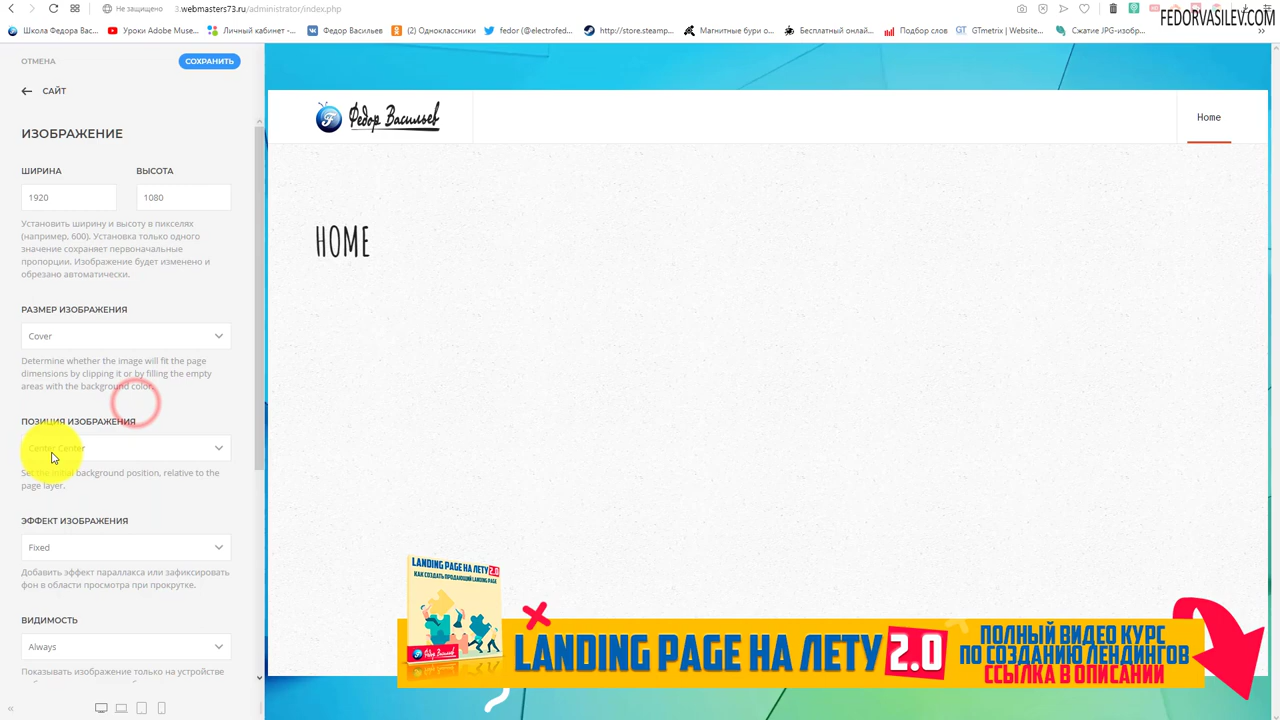 Не защищено
3.webmasters73.ru/administrator/index.php
FEDORVASILEV.COM
Школа Федора Вас...
Уроки Adobe Muse...
Личный кабинет -...
Федор Васильев
(2) Одноклассники
fedor (@electrofed...
http://store.steamp...
Магнитные бури о...
Бесплатный онлай...
Подбор слов
GTmetrix | Website...
Сжатие JPG-изобр...
ОТМЕНА
СОХРАНИТЬ
САЙТ
ИЗОБРАЖЕНИЕ
ШИРИНА
ВЫСОТА
1920
1080
Установить ширину и высоту в пикселях
(например, 600). Установка только одного
значение сохраняет первоначальные
пропорции. Изображение будет изменено и
обрезано автоматически.
РАЗМЕР ИЗОБРАЖЕНИЯ
Cover
Determine whether the image will fit the page
dimensions by clipping it or by filling the empty
areas with the background color.
ПОЗИЦИЯ ИЗОБРАЖЕНИЯ
Center Center
Set the initial background position, relative to the
page layer.
ЭФФЕКТ ИЗОБРАЖЕНИЯ
Fixed
Добавить эффект параллакса или зафиксировать
фон в области просмотра при прокрутке.
ВИДИМОСТЬ
Always
Показывать изображение только на устройстве
Федор Васильев
Home
HOME
LANDING PAGE НА ЛЕТУ 2.0
КАК СОЗДАТЬ ПРОДАЮЩИЙ LANDING PAGE
Федор Васильев
LANDING PAGE НА ЛЕТУ 2.0
ПОЛНЫЙ ВИДЕО КУРС
ПО СОЗДАНИЮ ЛЕНДИНГОВ
ССЫЛКА В ОПИСАНИИ